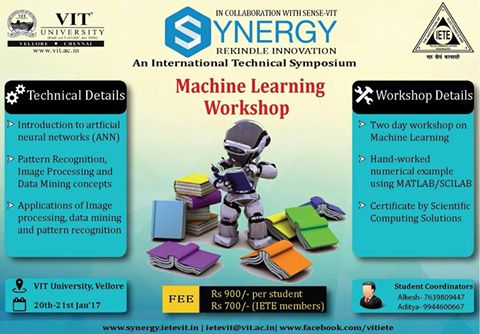 VIT
UNIVERSITY
VELLORE • CHENNAI
www.vit.ac.in
IN COLLABORATION WITH SENSE-VIT
SYNERGY
REKINDLE INNOVATION
An International Technical Symposium
IETE
Machine Learning
Workshop
Technical Details
Introduction to artficial
neural networks (ANN)
Pattern Recognition,
Image Processing and
Data Mining concepts
Applications of Image
processing, data mining
and pattern recognition
Workshop Details
Two day workshop on
Machine Learning
Hand-worked
numerical example
using MATLAB/SCILAB
Certificate by Scientific
Computing Solutions
VIT University, Vellore
20th-21st Jan'17
FEE
Rs 900/- per student
Rs 700/- (IETE members)
Student Coordinators
Alkesh- 7639809447
Aditya- 9944600667
www.synergy.ietevit.in | ietevit@vit.ac.in| www.facebook.com/vitiete